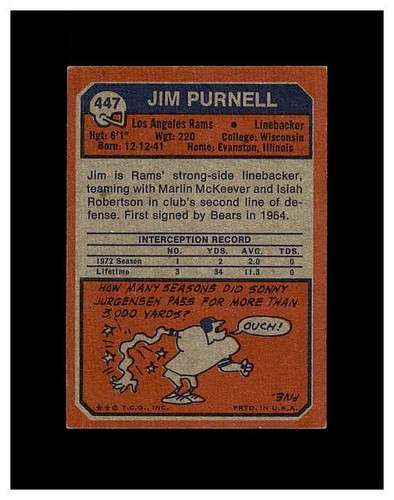 447
JIM PURNELL
Los Angeles Rams • Linebacker
Hgt: 6'1" Wgt: 220 College: Wisconsin
Born: 12-12-41 Home: Evanston, Illinois
Jim is Rams' strong-side linebacker,
teaming with Marlin McKeever and Isiah
Robertson in club's second line of de-
fense. First signed by Bears in 1964.
INTERCEPTION RECORD
NO. YDS. AVG. TDS.
1972 Season 1 2 2.0 0
Lifetime 3 34 11.3 0
HOW MANY SEASONS DID SONNY
JURGENSEN PASS FOR MORE THAN
3,000 YARDS?
OUCH!
FIVE.
★★© T.C.G., INC. PRTD. IN U.S.A.